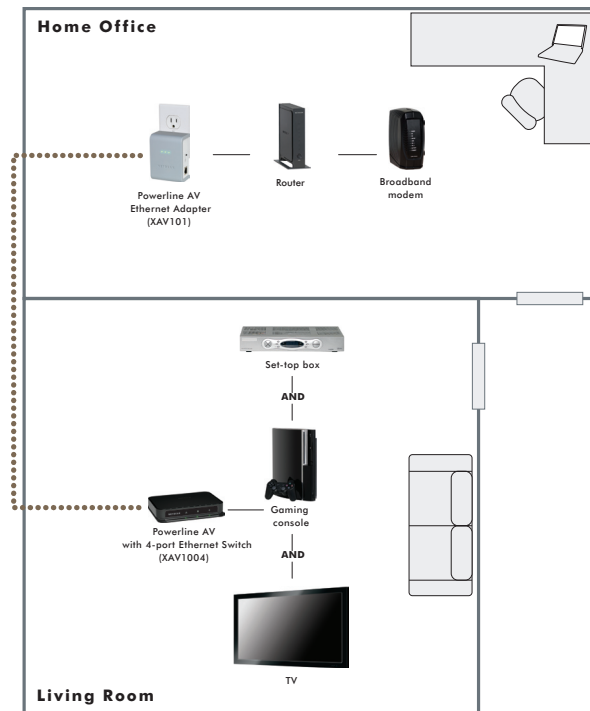 Home Office
Powerline AV
Ethernet Adapter
(XAV101)
Router
Broadband
modem
Set-top box
AND
Gaming
console
Powerline AV
with 4-port Ethernet Switch
(XAV1004)
AND
TV
Living Room